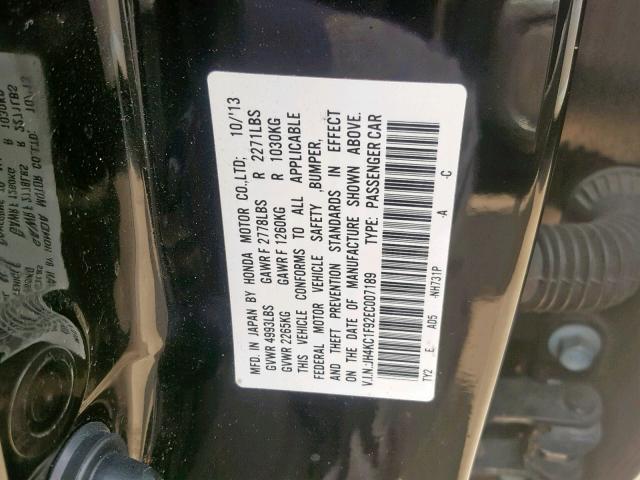 MFD. IN JAPAN BY HONDA MOTOR CO.,LTD; 10/'13
GVWR 4993LBS GAWR F 2778LBS R 2271LBS
GVWR 2265KG GAWR F 1260KG R 1030KG
THIS VEHICLE CONFORMS TO ALL APPLICABLE
FEDERAL MOTOR VEHICLE SAFETY ,BUMPER,
AND THEFT PREVENTION STANDARDS IN EFFECT
ON THE DATE OF MANUFACTURE SHOWN ABOVE.
V.I.N.:JH4KC1F92EC007189 TYPE: PASSENGER CAR
TY2 E A05 -NH731P -A -C